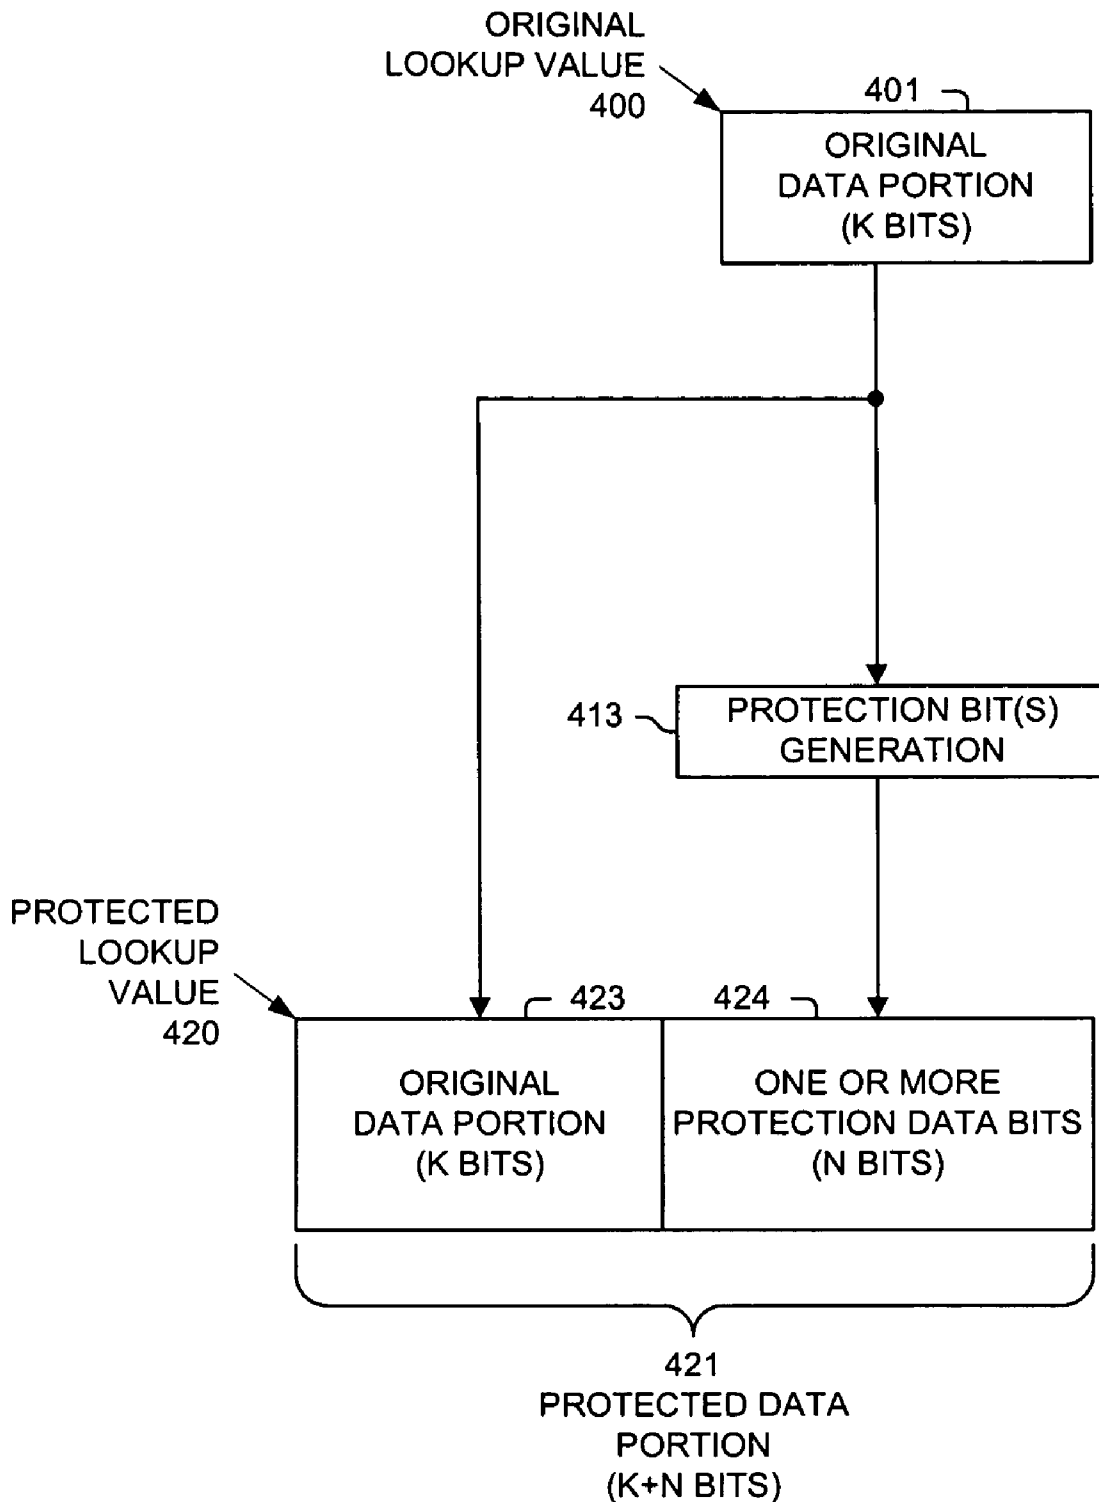 ORIGINAL
LOOKUP VALUE
400
401
ORIGINAL
DATA PORTION
(K BITS)
413
PROTECTION BIT(S)
GENERATION
PROTECTED
LOOKUP
VALUE
420
423
424
ORIGINAL
DATA PORTION
(K BITS)
ONE OR MORE
PROTECTION DATA BITS
(N BITS)
421
PROTECTED DATA
PORTION
(K+N BITS)